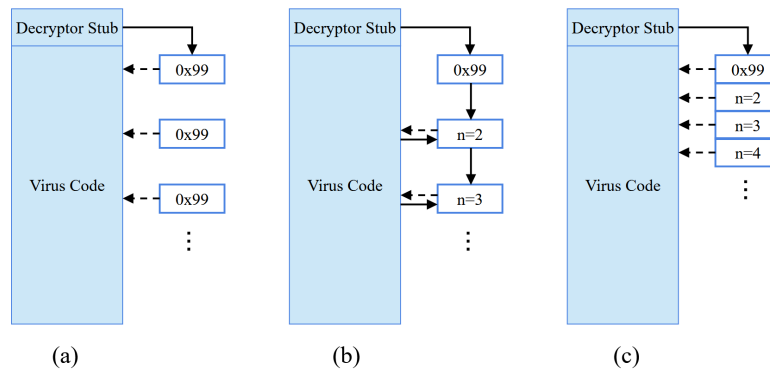 Decryptor Stub
0x99
0x99
0x99
⋮
Virus Code
(a)
Decryptor Stub
0x99
n=2
n=3
⋮
Virus Code
(b)
Decryptor Stub
0x99
n=2
n=3
n=4
⋮
Virus Code
(c)